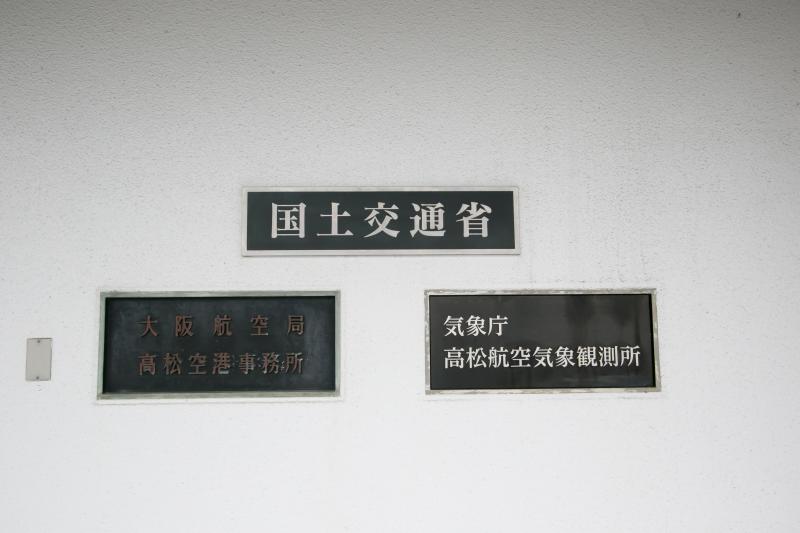 国土交通省
大阪航空局
高松空港事務所
気象庁
高松航空気象観測所